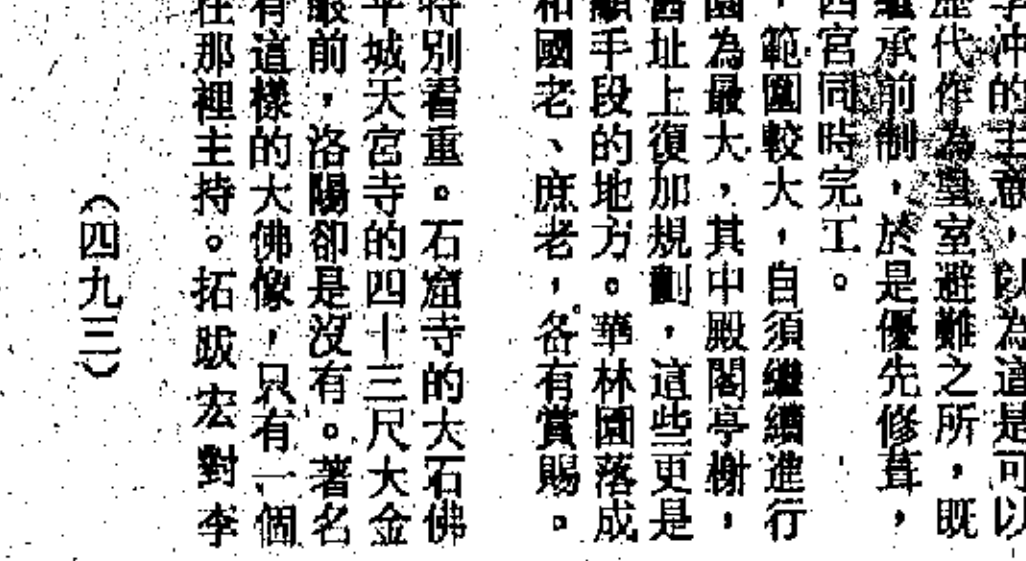 李冲的主意，以為這是可以
歷代作為皇室避難之所，既
繼承前制，於是優先修葺，
四宮同時完工。
，範圍較大，自須繼續進行
園為最大，其中殿閣亭榭，
舊址上復加規劃，這些更是
顯手段的地方。華林園落成
和國老、庶老，各有賞賜。
特別看重。石窟寺的大石佛
平城天宮寺的四十三尺大金
眼前，洛陽卻是沒有。著名
有這樣的大佛像，只有一個
在那裡主持。拓跋宏對李
（四九三）